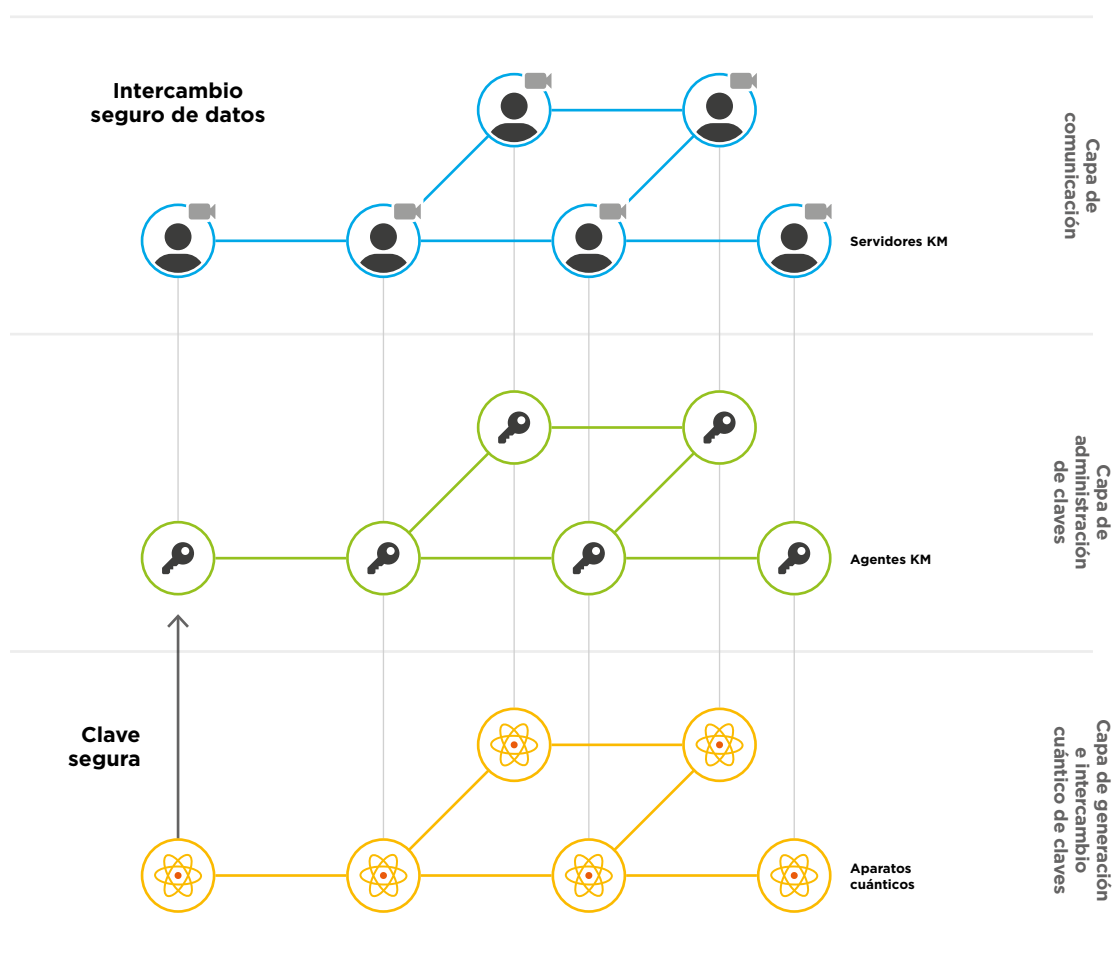 Intercambio
seguro de datos
Capa de
comunicación
Servidores KM
Capa de
administración
de claves
Agentes KM
Clave
segura
Capa de generación
e intercambio
cuántico de claves
Aparatos
cuánticos